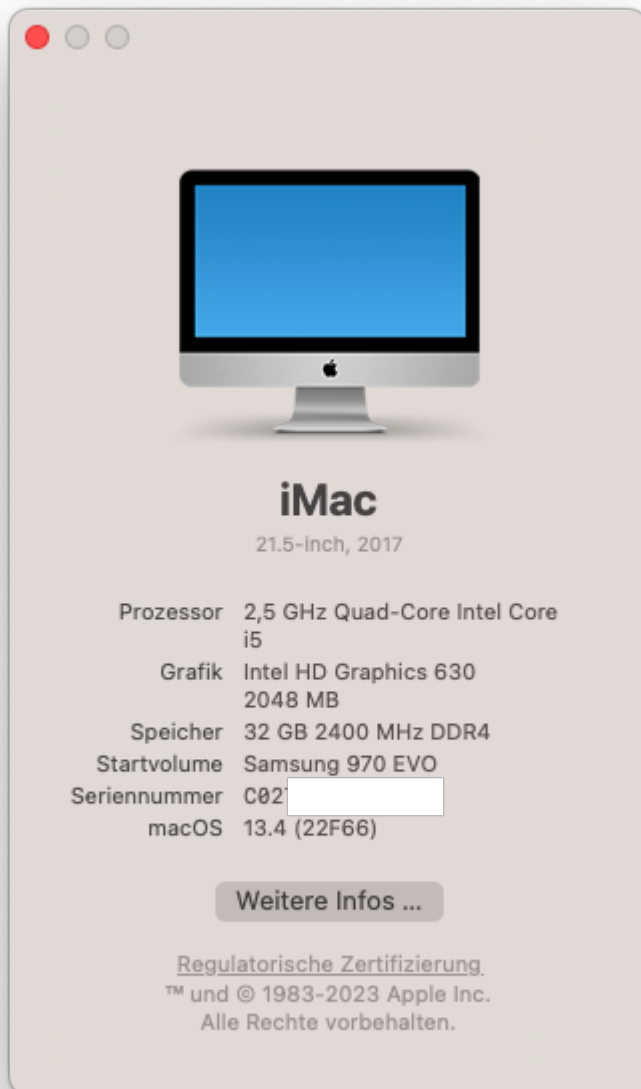 iMac
21.5-inch, 2017
Prozessor 2,5 GHz Quad-Core Intel Core
i5
Grafik Intel HD Graphics 630
2048 MB
Speicher 32 GB 2400 MHz DDR4
Startvolume Samsung 970 EVO
Seriennummer C02
macOS 13.4 (22F66)
Weitere Infos ...
Regulatorische Zertifizierung
™ und © 1983-2023 Apple Inc.
Alle Rechte vorbehalten.